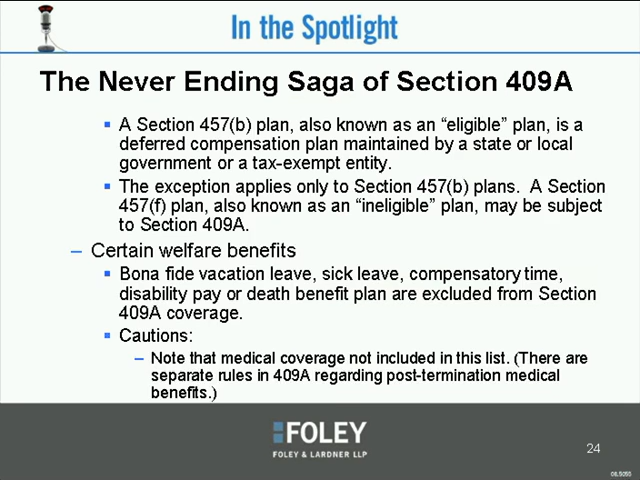 In the Spotlight
The Never Ending Saga of Section 409A
▪ A Section 457(b) plan, also known as an “eligible” plan, is a
deferred compensation plan maintained by a state or local
government or a tax-exempt entity.
▪ The exception applies only to Section 457(b) plans. A Section
457(f) plan, also known as an “ineligible” plan, may be subject
to Section 409A.
– Certain welfare benefits
▪ Bona fide vacation leave, sick leave, compensatory time,
disability pay or death benefit plan are excluded from Section
409A coverage.
▪ Cautions:
– Note that medical coverage not included in this list. (There are
separate rules in 409A regarding post-termination medical
benefits.)
FOLEY
FOLEY & LARDNER LLP
24